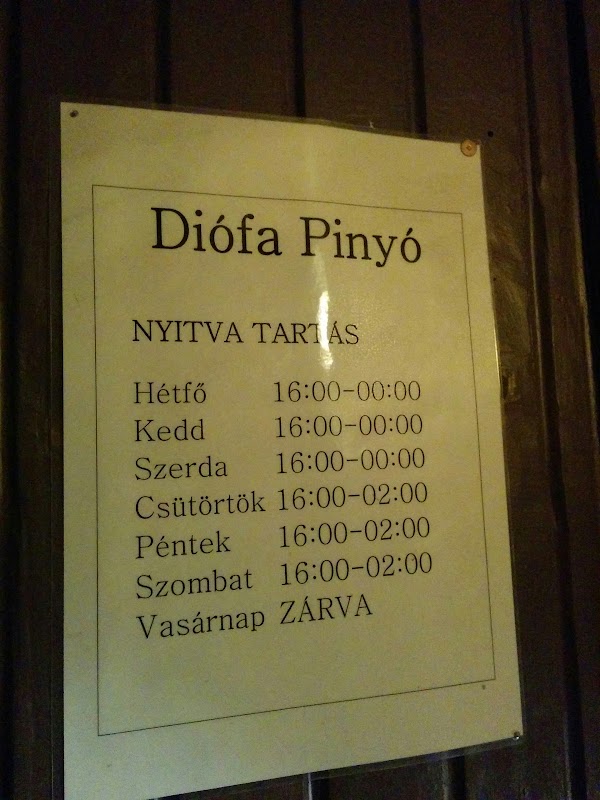 Diófa Pinyó
NYITVA TARTÁS
Hétfő 16:00-00:00
Kedd 16:00-00:00
Szerda 16:00-00:00
Csütörtök 16:00-02:00
Péntek 16:00-02:00
Szombat 16:00-02:00
Vasárnap ZÁRVA